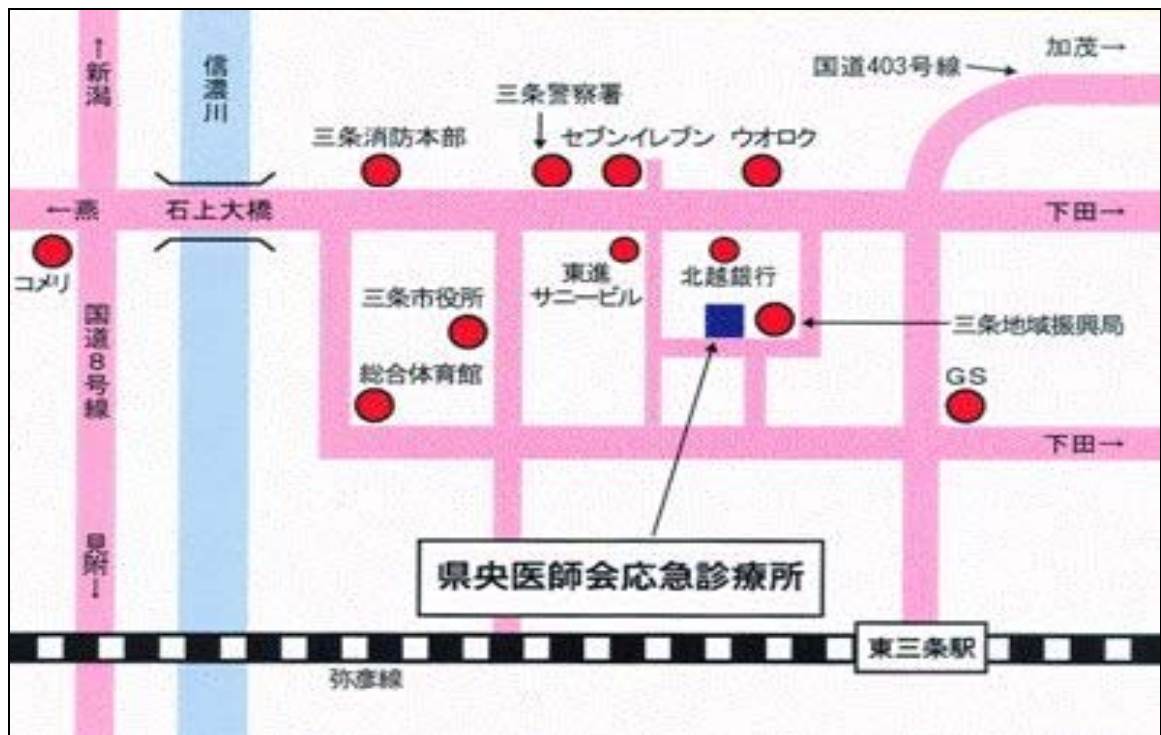 加茂→
国道403号線
←新潟
信濃川
三条警察署
三条消防本部
セブンイレブン
ウオロク
←燕
石上大橋
下田→
コメリ
東進
サニービル
北越銀行
三条市役所
三条地域振興局
国道8号線
総合体育館
GS
下田→
見附→
県央医師会応急診療所
東三条駅
弥彦線